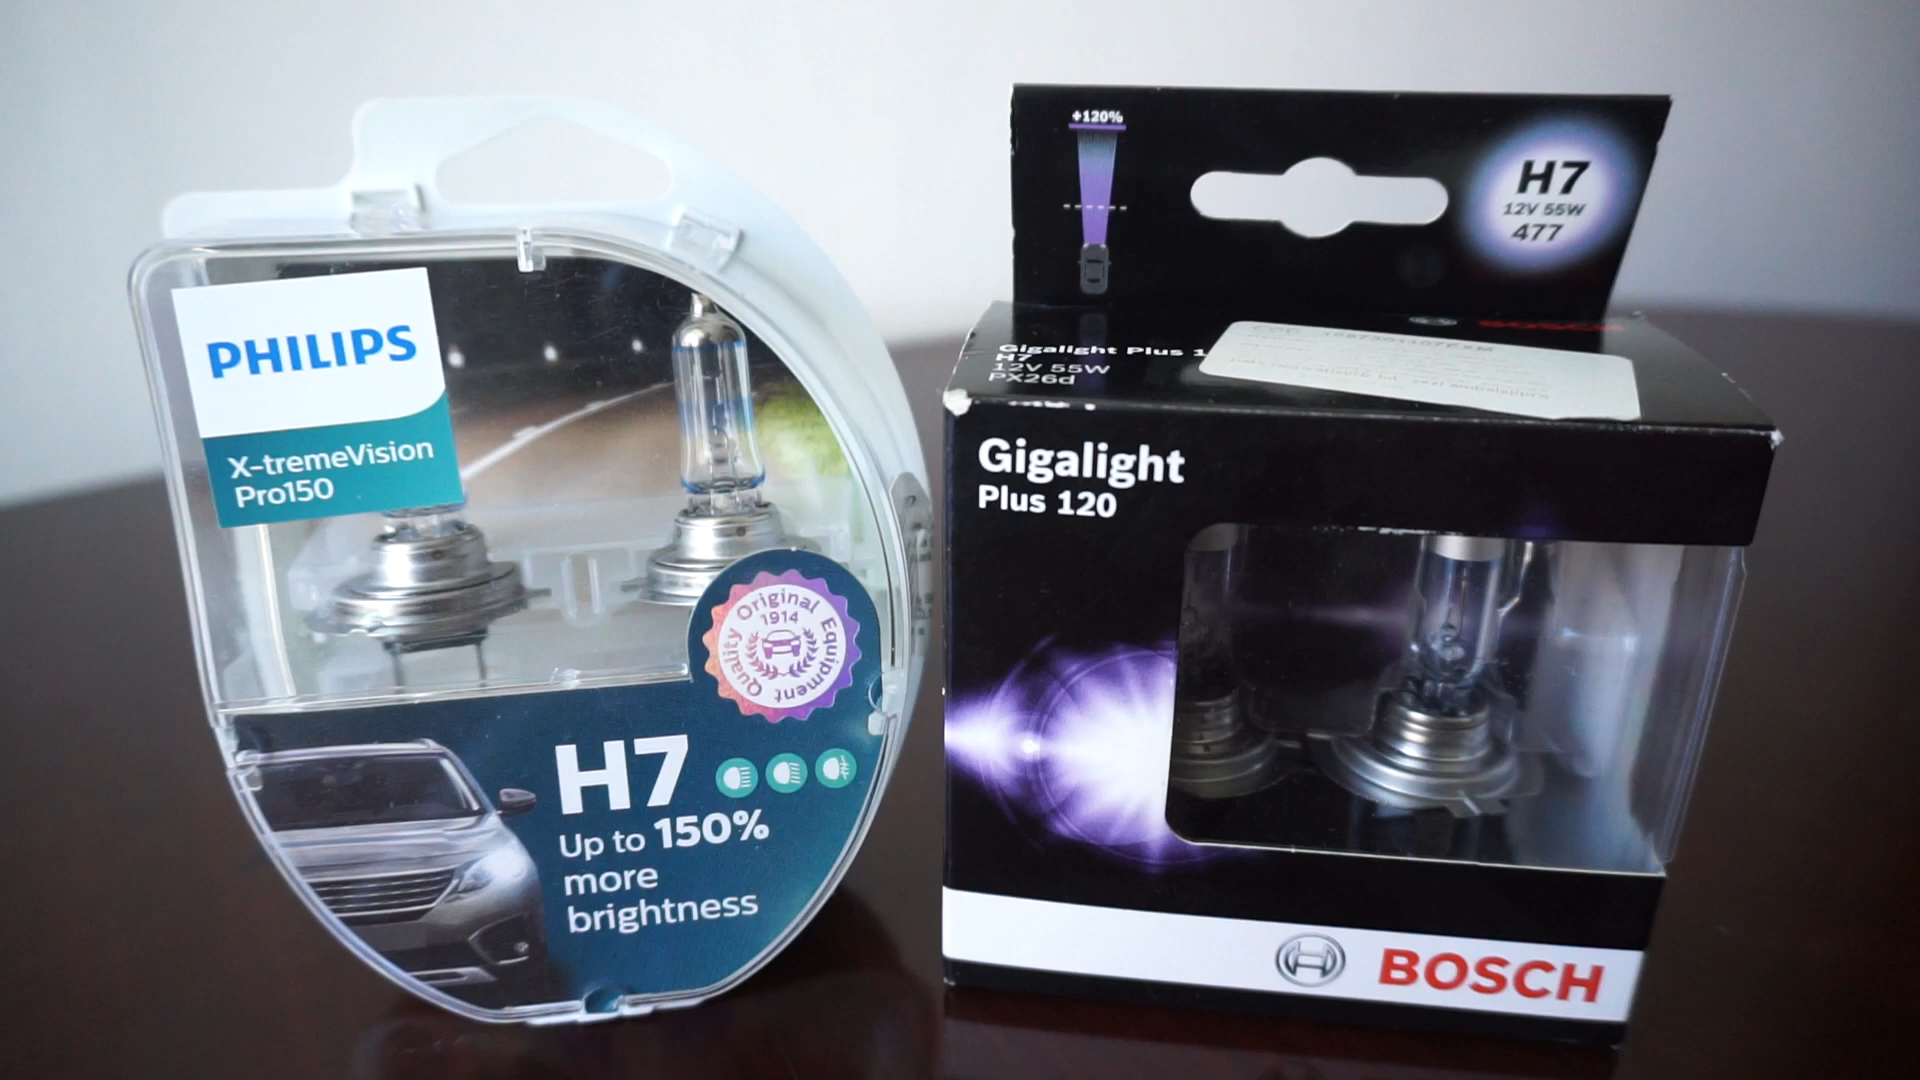 PHILIPS
X-tremeVision
Pro150
Quality Original Equipment
1914
H7
Up to 150%
more
brightness
+120%
H7
12V 55W
477
BOSCH
Gigalight Plus 1
H7
12V 55W
PX26d
Gigalight
Plus 120
BOSCH